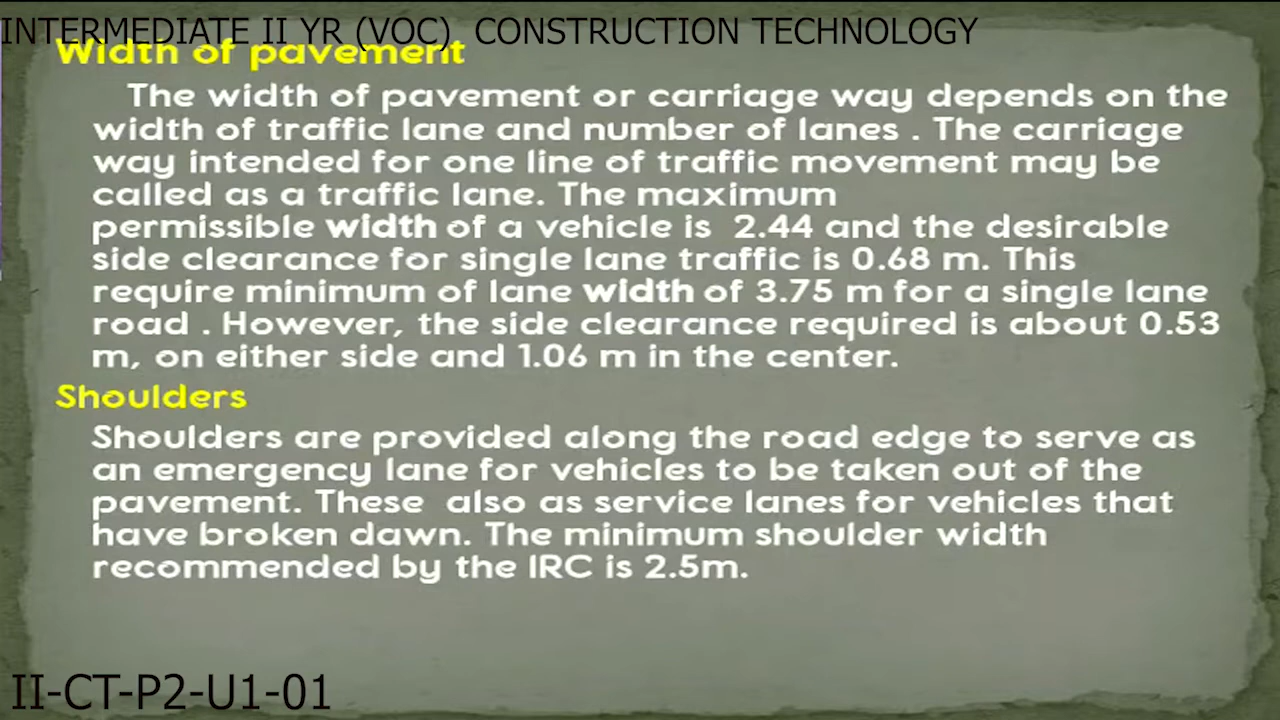 INTERMEDIATE II YR (VOC) CONSTRUCTION TECHNOLOGY
Width of pavement
The width of pavement or carriage way depends on the
width of traffic lane and number of lanes . The carriage
way intended for one line of traffic movement may be
called as a traffic lane. The maximum
permissible width of a vehicle is 2.44 and the desirable
side clearance for single lane traffic is 0.68 m. This
require minimum of lane width of 3.75 m for a single lane
road . However, the side clearance required is about 0.53
m, on either side and 1.06 m in the center.
Shoulders
Shoulders are provided along the road edge to serve as
an emergency lane for vehicles to be taken out of the
pavement. These also as service lanes for vehicles that
have broken dawn. The minimum shoulder width
recommended by the IRC is 2.5m.
II-CT-P2-U1-01